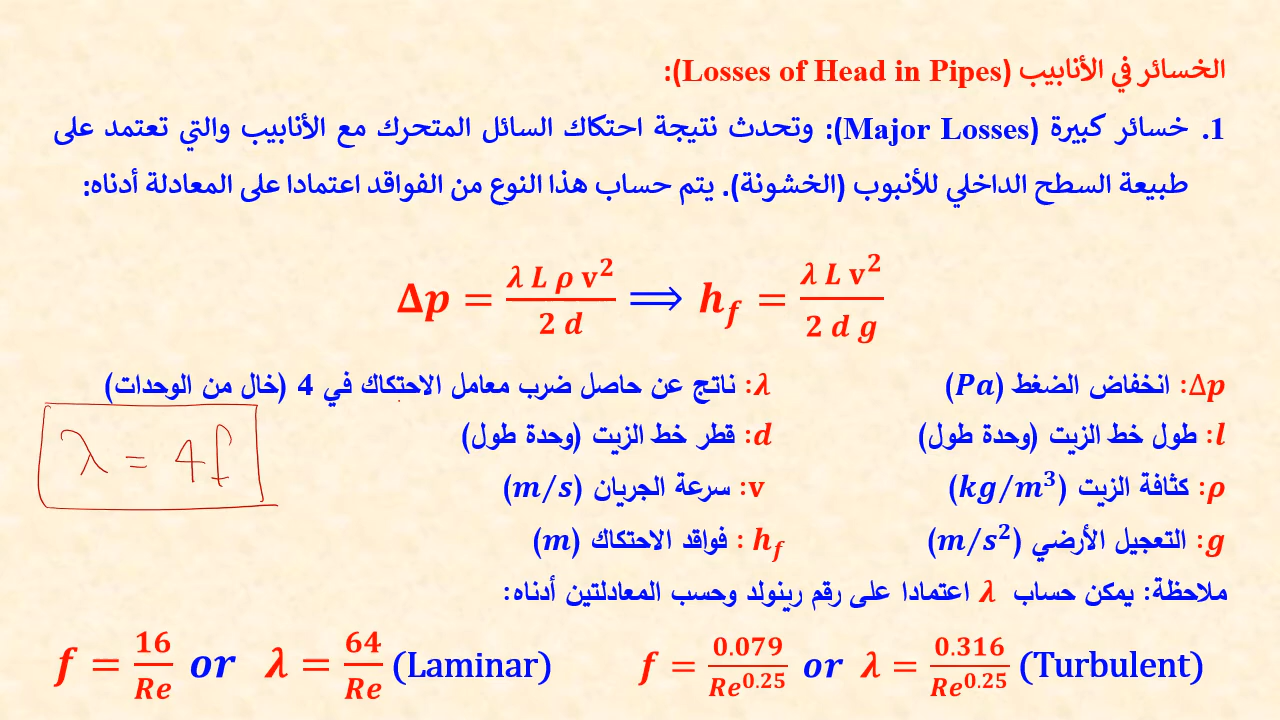 الخسائر في الأنابيب (Losses of Head in Pipes):
1. خسائر كبيرة (Major Losses): وتحدث نتيجة احتكاك السائل المتحرك مع الأنابيب والتي تعتمد على
طبيعة السطح الداخلي للأنبوب (الخشونة). يتم حساب هذا النوع من الفواقد اعتمادا على المعادلة أدناه:
Δp = λ L ρ v² / 2 d ⟹ h_f = λ L v² / 2 d g
Δp: انخفاض الضغط (Pa) λ: ناتج عن حاصل ضرب معامل الاحتكاك في 4 (خال من الوحدات)
l: طول خط الزيت (وحدة طول) d: قطر خط الزيت (وحدة طول)
λ = 4f
ρ: كثافة الزيت (kg/m³) v: سرعة الجريان (m/s)
g: التعجيل الأرضي (m/s²) h_f : فواقد الاحتكاك (m)
ملاحظة: يمكن حساب λ اعتمادا على رقم رينولد وحسب المعادلتين أدناه:
f = 16/Re or λ = 64/Re (Laminar) f = 0.079/Re^0.25 or λ = 0.316/Re^0.25 (Turbulent)